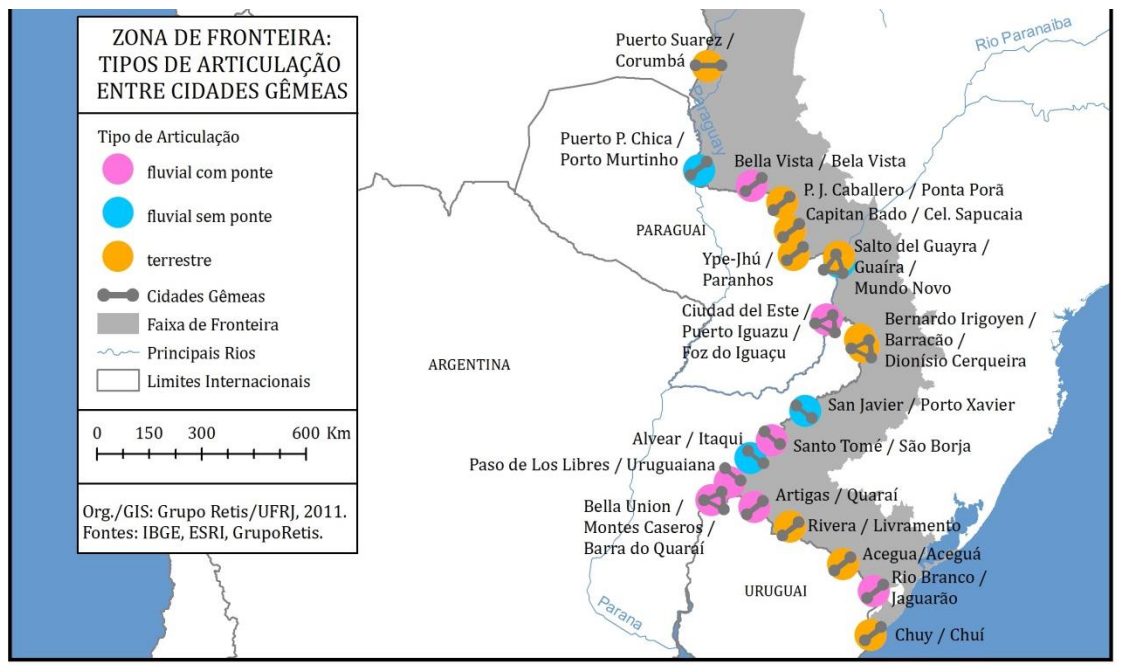 ZONA DE FRONTEIRA:
TIPOS DE ARTICULAÇÃO
ENTRE CIDADES GÊMEAS
Tipo de Articulação
fluvial com ponte
fluvial sem ponte
terrestre
Cidades Gêmeas
Faixa de Fronteira
Principais Rios
Limites Internacionais
0 150 300 600 Km
Org./GIS: Grupo Retis/UFRJ, 2011.
Fontes: IBGE, ESRI, GrupoRetis.
Rio Paranaiba
Puerto Suarez /
Corumbá
Paraguay
Puerto P. Chica /
Porto Murtinho
Bella Vista / Bela Vista
P. J. Caballero / Ponta Porã
Capitan Bado / Cel. Sapucaia
PARAGUAI
Ype-Jhú /
Paranhos
Salto del Guayra /
Guaíra /
Mundo Novo
Ciudad del Este /
Puerto Iguazu /
Foz do Iguaçu
Bernardo Irigoyen /
Barracão /
Dionísio Cerqueira
ARGENTINA
San Javier / Porto Xavier
Alvear / Itaqui
Santo Tomé / São Borja
Paso de Los Libres / Uruguaiana
Bella Union /
Montes Caseros /
Barra do Quaraí
Artigas / Quaraí
Rivera / Livramento
Acegua/Aceguá
Rio Branco /
Jaguarão
URUGUAI
Parana
Chuy / Chuí